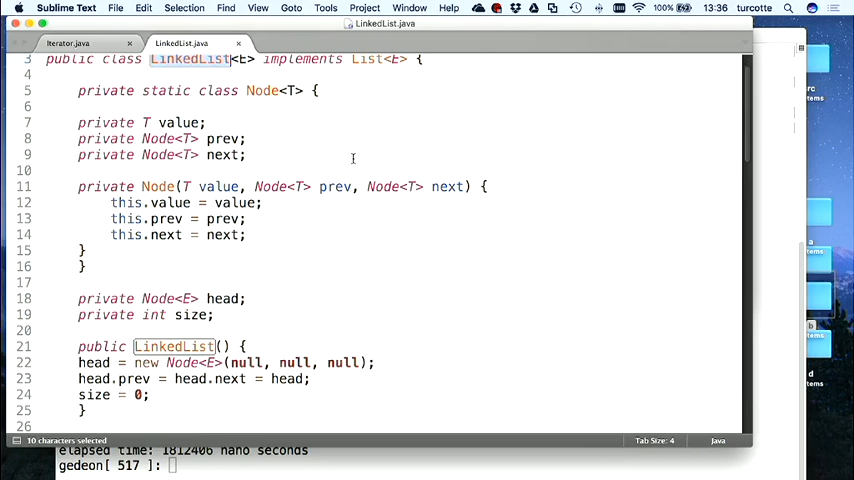 Sublime Text File Edit Selection Find View Goto Tools Project Window Help 100% 13:36 turcotte
LinkedList.java
Iterator.java × LinkedList.java ×
3 public class LinkedList<E> implements List<E> {
4
5 private static class Node<T> {
6
7 private T value;
8 private Node<T> prev;
9 private Node<T> next;
10
11 private Node(T value, Node<T> prev, Node<T> next) {
12 this.value = value;
13 this.prev = prev;
14 this.next = next;
15 }
16 }
17
18 private Node<E> head;
19 private int size;
20
21 public LinkedList() {
22 head = new Node<E>(null, null, null);
23 head.prev = head.next = head;
24 size = 0;
25 }
26
10 characters selected Tab Size: 4 Java
elapsed time: 1812406 nano seconds
gedeon[ 517 ]:
src
items
a
items
b
items
d
items